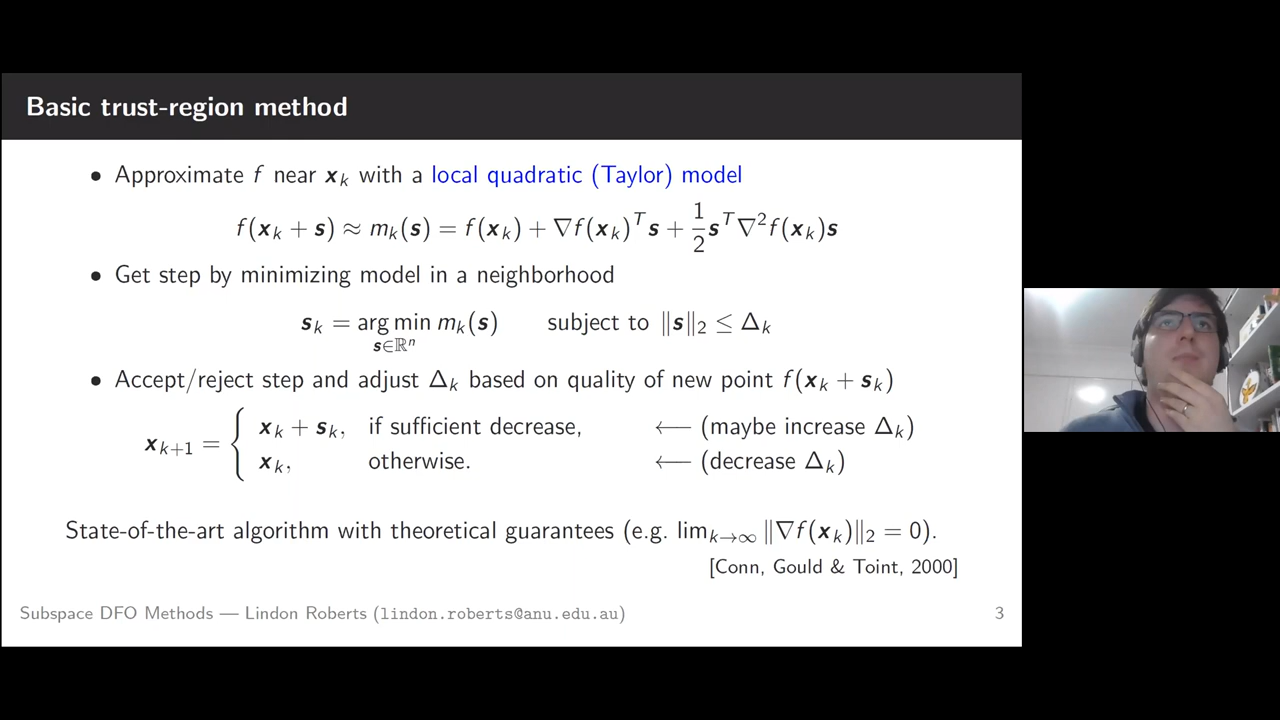 Basic trust-region method
• Approximate f near x_k with a local quadratic (Taylor) model
f(x_k + s) ≈ m_k(s) = f(x_k) + ∇f(x_k)^T s + 1/2 s^T ∇²f(x_k)s
• Get step by minimizing model in a neighborhood
s_k = arg min m_k(s) subject to ‖s‖₂ ≤ Δ_k
s∈ℝⁿ
• Accept/reject step and adjust Δ_k based on quality of new point f(x_k + s_k)
x_{k+1} = { x_k + s_k, if sufficient decrease, ⟵ (maybe increase Δ_k)
x_k, otherwise. ⟵ (decrease Δ_k)
State-of-the-art algorithm with theoretical guarantees (e.g. lim_{k→∞} ‖∇f(x_k)‖₂ = 0).
[Conn, Gould & Toint, 2000]
Subspace DFO Methods — Lindon Roberts (lindon.roberts@anu.edu.au) 3